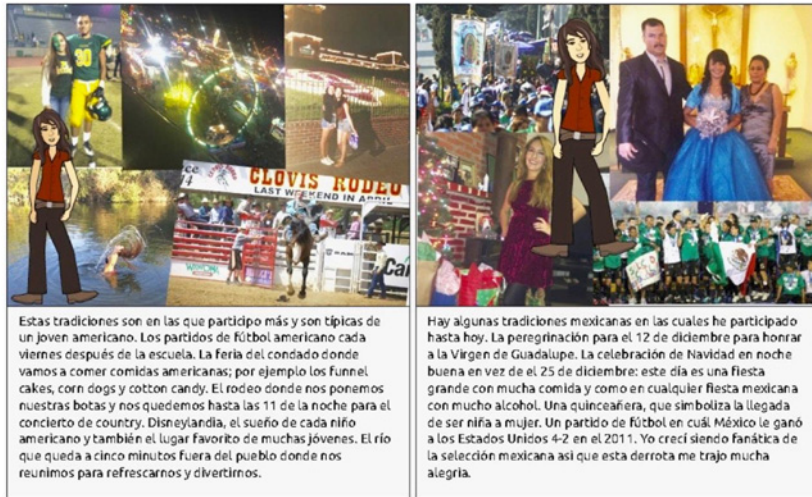 30
CLOVIS RODEO
LAST WEEKEND IN APRIL
Estas tradiciones son en las que participo más y son típicas de
un joven americano. Los partidos de fútbol americano cada
viernes después de la escuela. La feria del condado donde
vamos a comer comidas americanas; por ejemplo los funnel
cakes, corn dogs y cotton candy. El rodeo donde nos ponemos
nuestras botas y nos quedemos hasta las 11 de la noche para el
concierto de country. Disneylandia, el sueño de cada niño
americano y también el lugar favorito de muchas jóvenes. El río
que queda a cinco minutos fuera del pueblo donde nos
reunimos para refrescarnos y divertirnos.
Hay algunas tradiciones mexicanas en las cuales he participado
hasta hoy. La peregrinación para el 12 de diciembre para honrar
a la Virgen de Guadalupe. La celebración de Navidad en noche
buena en vez de el 25 de diciembre: este día es una fiesta
grande con mucha comida y como en cualquier fiesta mexicana
con mucho alcohol. Una quinceañera, que simboliza la llegada
de ser niña a mujer. Un partido de fútbol en cuál México le ganó
a los Estados Unidos 4-2 en el 2011. Yo crecí siendo fanática de
la selección mexicana asi que esta derrota me trajo mucha
alegria.